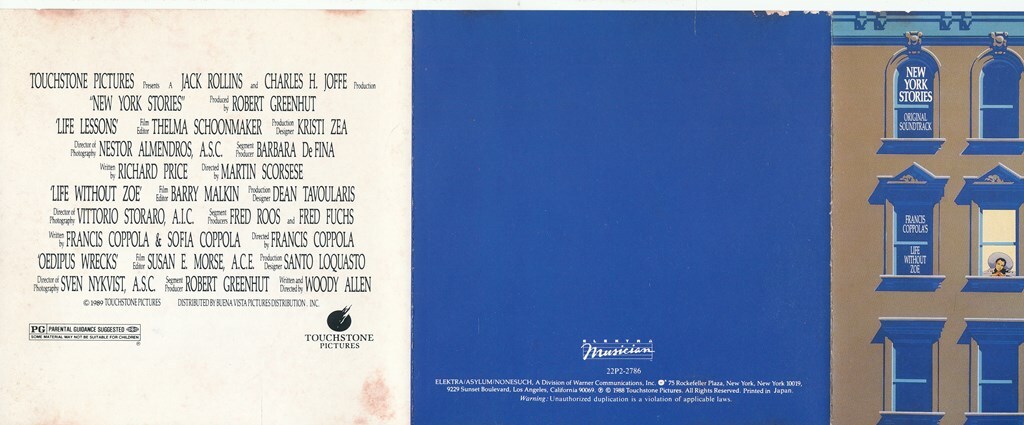 TOUCHSTONE PICTURES Presents A JACK ROLLINS and CHARLES H. JOFFE Production
"NEW YORK STORIES" Produced by ROBERT GREENHUT
'LIFE LESSONS' Film Editor THELMA SCHOONMAKER Production Designer KRISTI ZEA
Director of Photography NESTOR ALMENDROS, A.S.C. Segment Producer BARBARA De FINA
Written by RICHARD PRICE Directed by MARTIN SCORSESE
'LIFE WITHOUT ZOE' Film Editor BARRY MALKIN Production Designer DEAN TAVOULARIS
Director of Photography VITTORIO STORARO, A.I.C. Segment Producers FRED ROOS and FRED FUCHS
Written by FRANCIS COPPOLA & SOFIA COPPOLA Directed by FRANCIS COPPOLA
'OEDIPUS WRECKS' Film Editor SUSAN E. MORSE, A.C.E. Production Designer SANTO LOQUASTO
Director of Photography SVEN NYKVIST, A.S.C. Segment Producer ROBERT GREENHUT Written and Directed by WOODY ALLEN
© 1989 TOUCHSTONE PICTURES DISTRIBUTED BY BUENA VISTA PICTURES DISTRIBUTION, INC.
PG PARENTAL GUIDANCE SUGGESTED
SOME MATERIAL MAY NOT BE SUITABLE FOR CHILDREN
TOUCHSTONE
PICTURES
ELEKTRA
Musician
22P2-2786
ELEKTRA/ASYLUM/NONESUCH, A Division of Warner Communications, Inc. 75 Rockefeller Plaza, New York, New York 10019,
9229 Sunset Boulevard, Los Angeles, California 90069. ℗ © 1988 Touchstone Pictures. All Rights Reserved. Printed in Japan.
Warning: Unauthorized duplication is a violation of applicable laws.
NEW
YORK
STORIES
ORIGINAL
SOUNDTRACK
FRANCIS
COPPOLA'S
LIFE
WITHOUT
ZOE